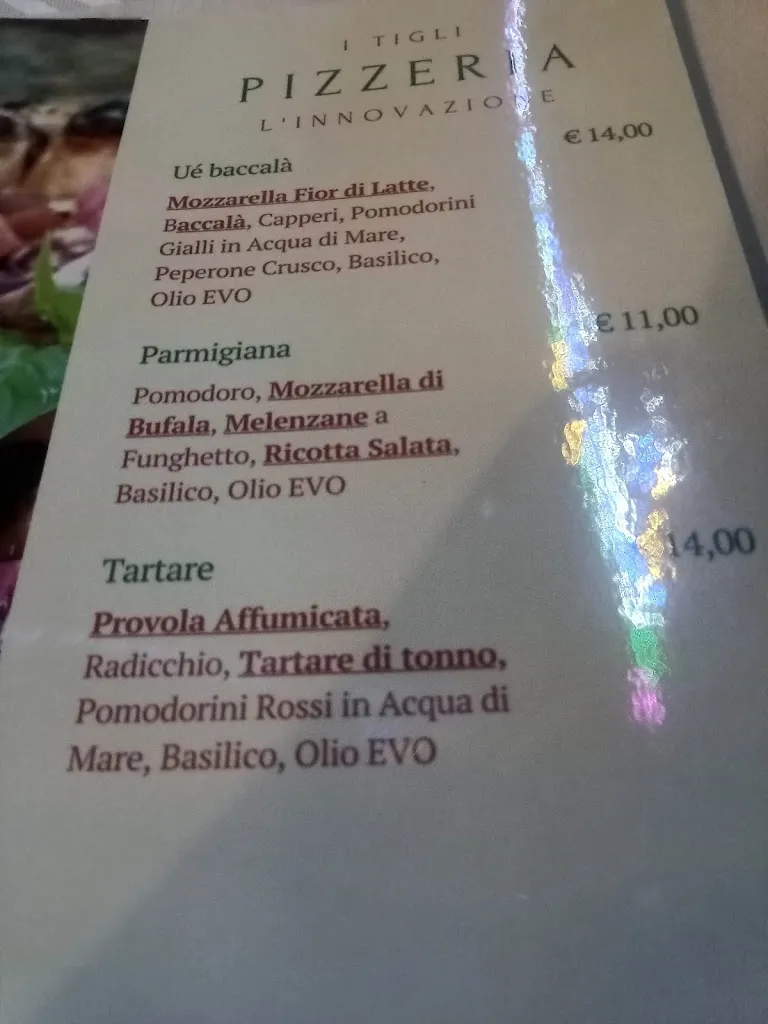 I TIGLI
PIZZERIA
L'INNOVAZIONE
Ué baccalà € 14,00
Mozzarella Fior di Latte,
Baccalà, Capperi, Pomodorini
Gialli in Acqua di Mare,
Peperone Crusco, Basilico,
Olio EVO
Parmigiana € 11,00
Pomodoro, Mozzarella di
Bufala, Melenzane a
Funghetto, Ricotta Salata,
Basilico, Olio EVO
Tartare 14,00
Provola Affumicata,
Radicchio, Tartare di tonno,
Pomodorini Rossi in Acqua di
Mare, Basilico, Olio EVO